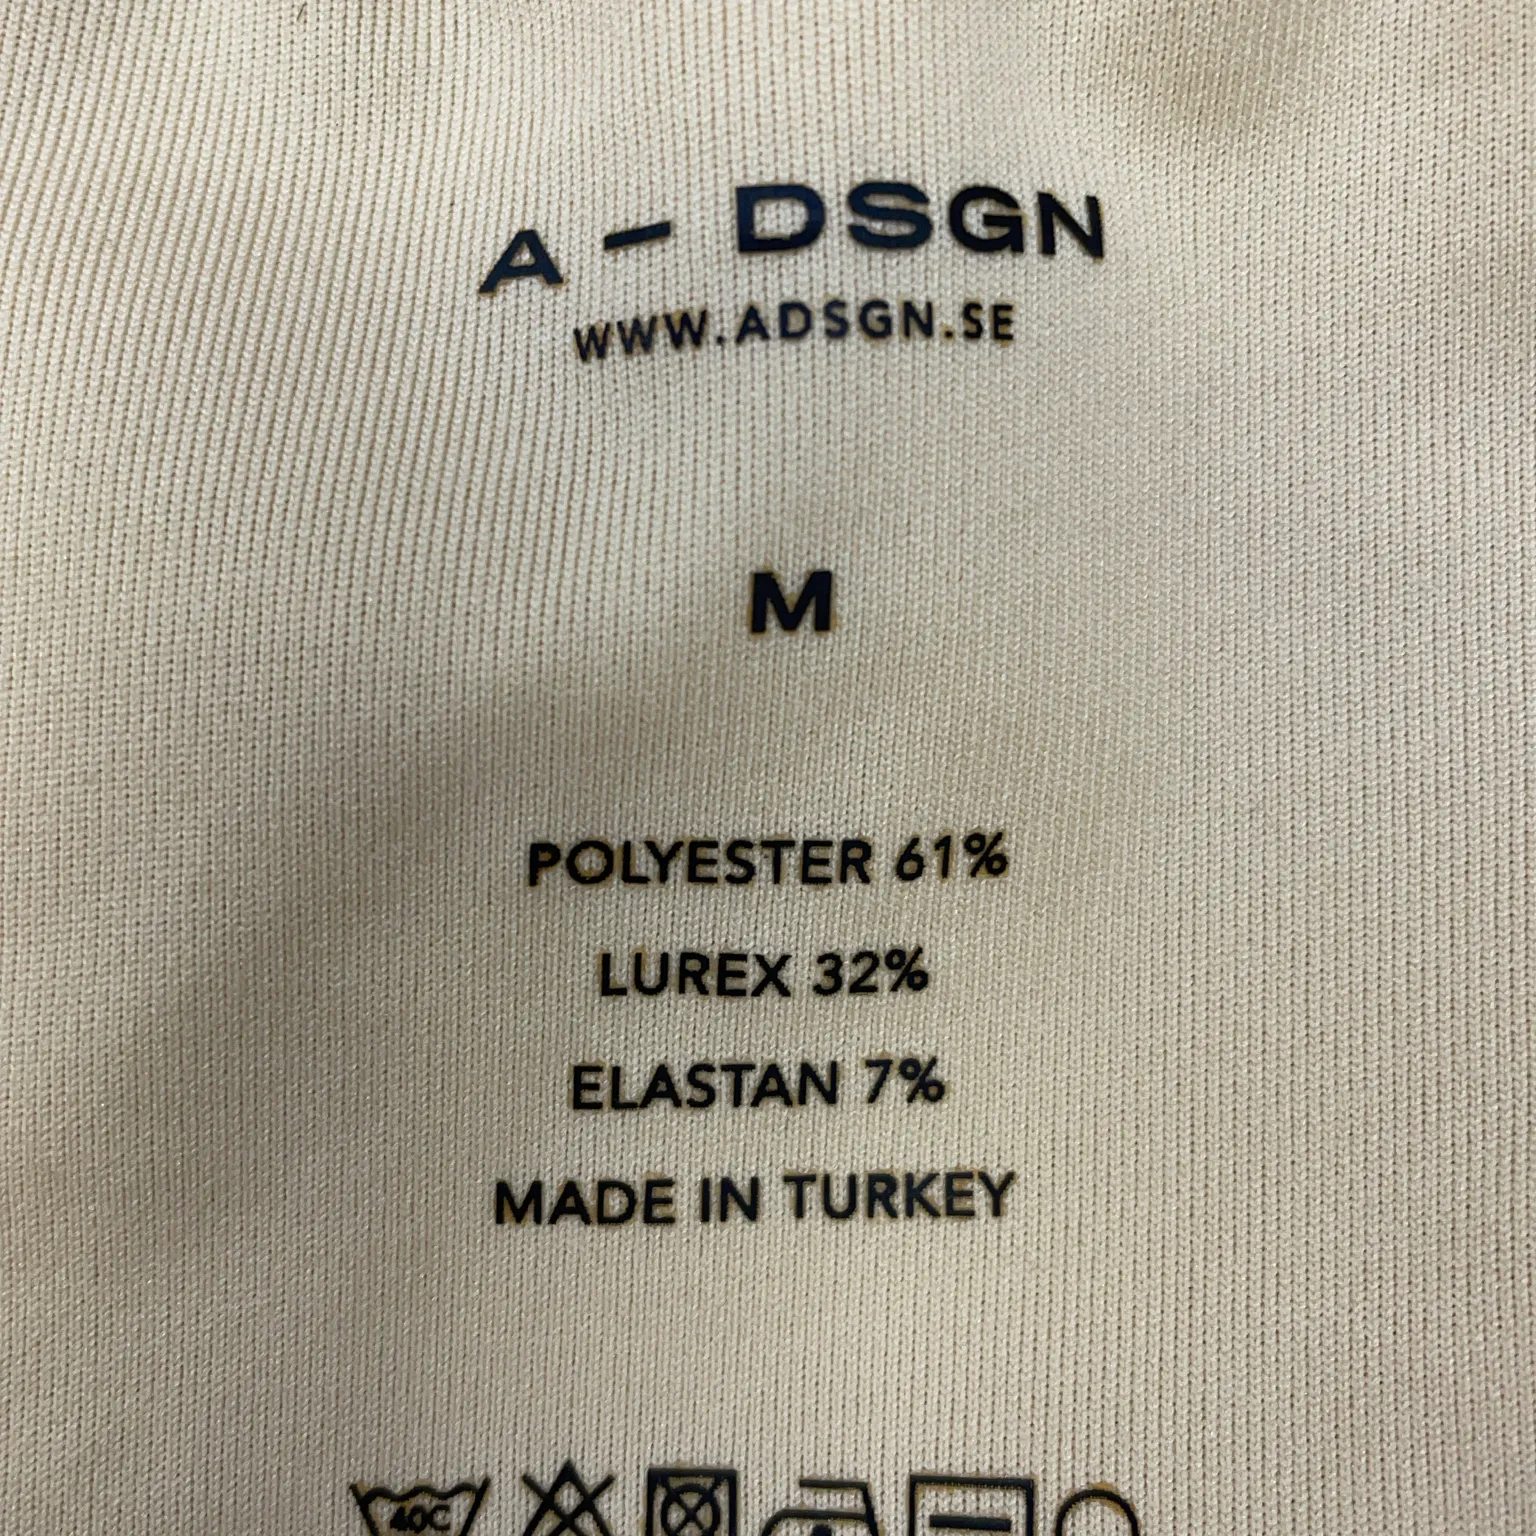 A – DSGN
WWW.ADSGN.SE
M
POLYESTER 61%
LUREX 32%
ELASTAN 7%
MADE IN TURKEY
40C